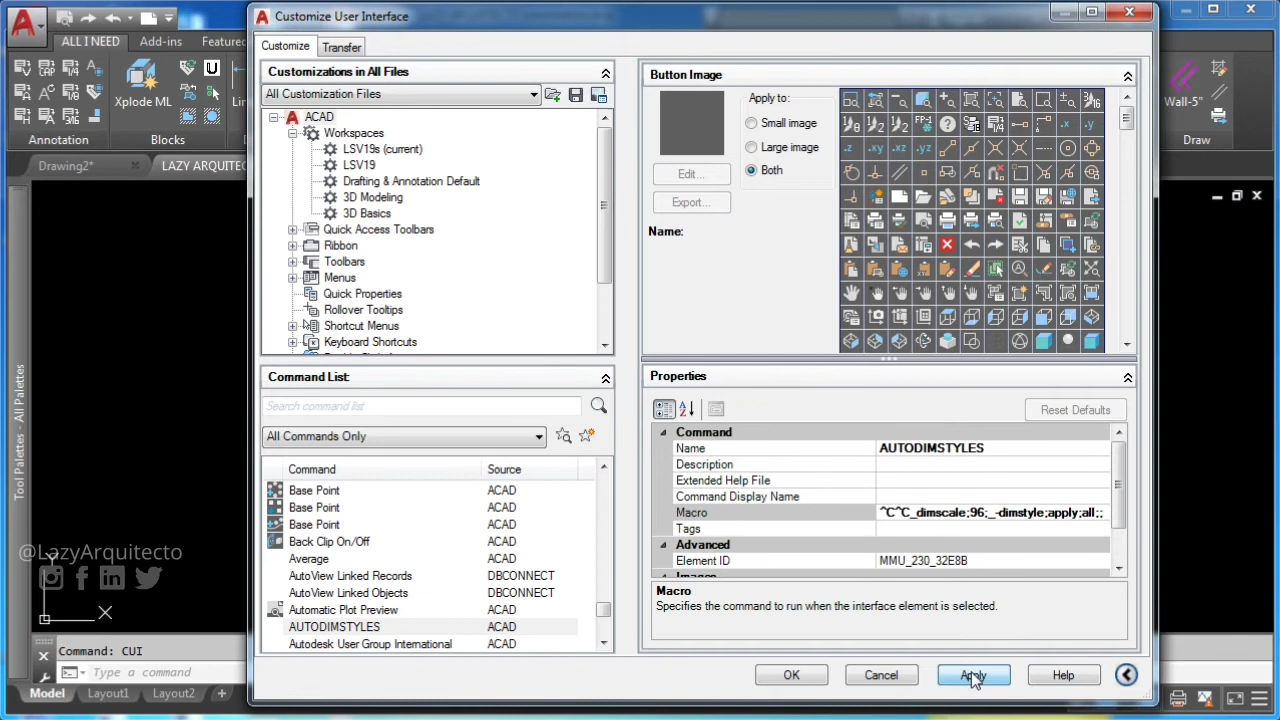 Customize User Interface
ALL I NEED
Add-ins
Featured
Xplode ML
Annotation
Blocks
Drawing2*
LAZY ARQUITEC
Wall-5"
Draw
Tool Palettes - All Palettes
Customize
Transfer
Customizations in All Files
All Customization Files
ACAD
Workspaces
LSV19s (current)
LSV19
Drafting & Annotation Default
3D Modeling
3D Basics
Quick Access Toolbars
Ribbon
Toolbars
Menus
Quick Properties
Rollover Tooltips
Shortcut Menus
Keyboard Shortcuts
Command List:
Search command list
All Commands Only
Command Source
Base Point ACAD
Base Point ACAD
Base Point ACAD
Back Clip On/Off ACAD
Average ACAD
AutoView Linked Records DBCONNECT
AutoView Linked Objects DBCONNECT
Automatic Plot Preview ACAD
AUTODIMSTYLES ACAD
Autodesk User Group International ACAD
Button Image
Apply to:
Small image
Large image
Both
Edit...
Export...
Name:
Properties
Reset Defaults
Command
Name AUTODIMSTYLES
Description
Extended Help File
Command Display Name
Macro ^C^C_dimscale;96;_-dimstyle;apply;all;;
Tags
Advanced
Element ID MMU_230_32E8B
Macro
Specifies the command to run when the interface element is selected.
OK
Cancel
Apply
Help
@LazyArquitecto
Y
X
Command: CUI
Type a command
Model
Layout1
Layout2
+